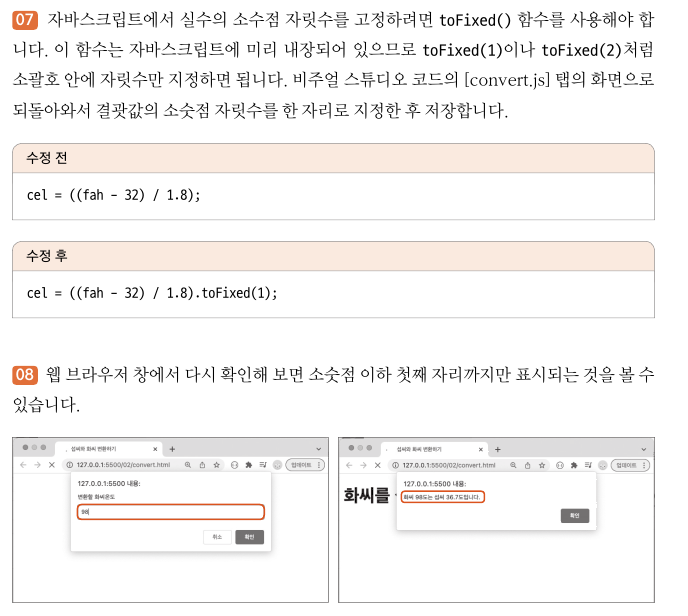 07 자바스크립트에서 실수의 소수점 자릿수를 고정하려면 toFixed() 함수를 사용해야 합
니다. 이 함수는 자바스크립트에 미리 내장되어 있으므로 toFixed(1)이나 toFixed(2)처럼
소괄호 안에 자릿수만 지정하면 됩니다. 비주얼 스튜디오 코드의 [convert.js] 탭의 화면으로
되돌아와서 결괏값의 소숫점 자릿수를 한 자리로 지정한 후 저장합니다.
수정 전
cel = ((fah - 32) / 1.8);
수정 후
cel = ((fah - 32) / 1.8).toFixed(1);
08 웹 브라우저 창에서 다시 확인해 보면 소숫점 이하 첫째 자리까지만 표시되는 것을 볼 수
있습니다.
섭씨와 화씨 변환하기
127.0.0.1:5500/02/convert.html
업데이트
127.0.0.1:5500 내용:
변환할 화씨온도
98
취소 확인
섭씨와 화씨 변환하기
127.0.0.1:5500/02/convert.html
업데이트
화씨를
127.0.0.1:5500 내용:
화씨 98도는 섭씨 36.7도입니다.
확인